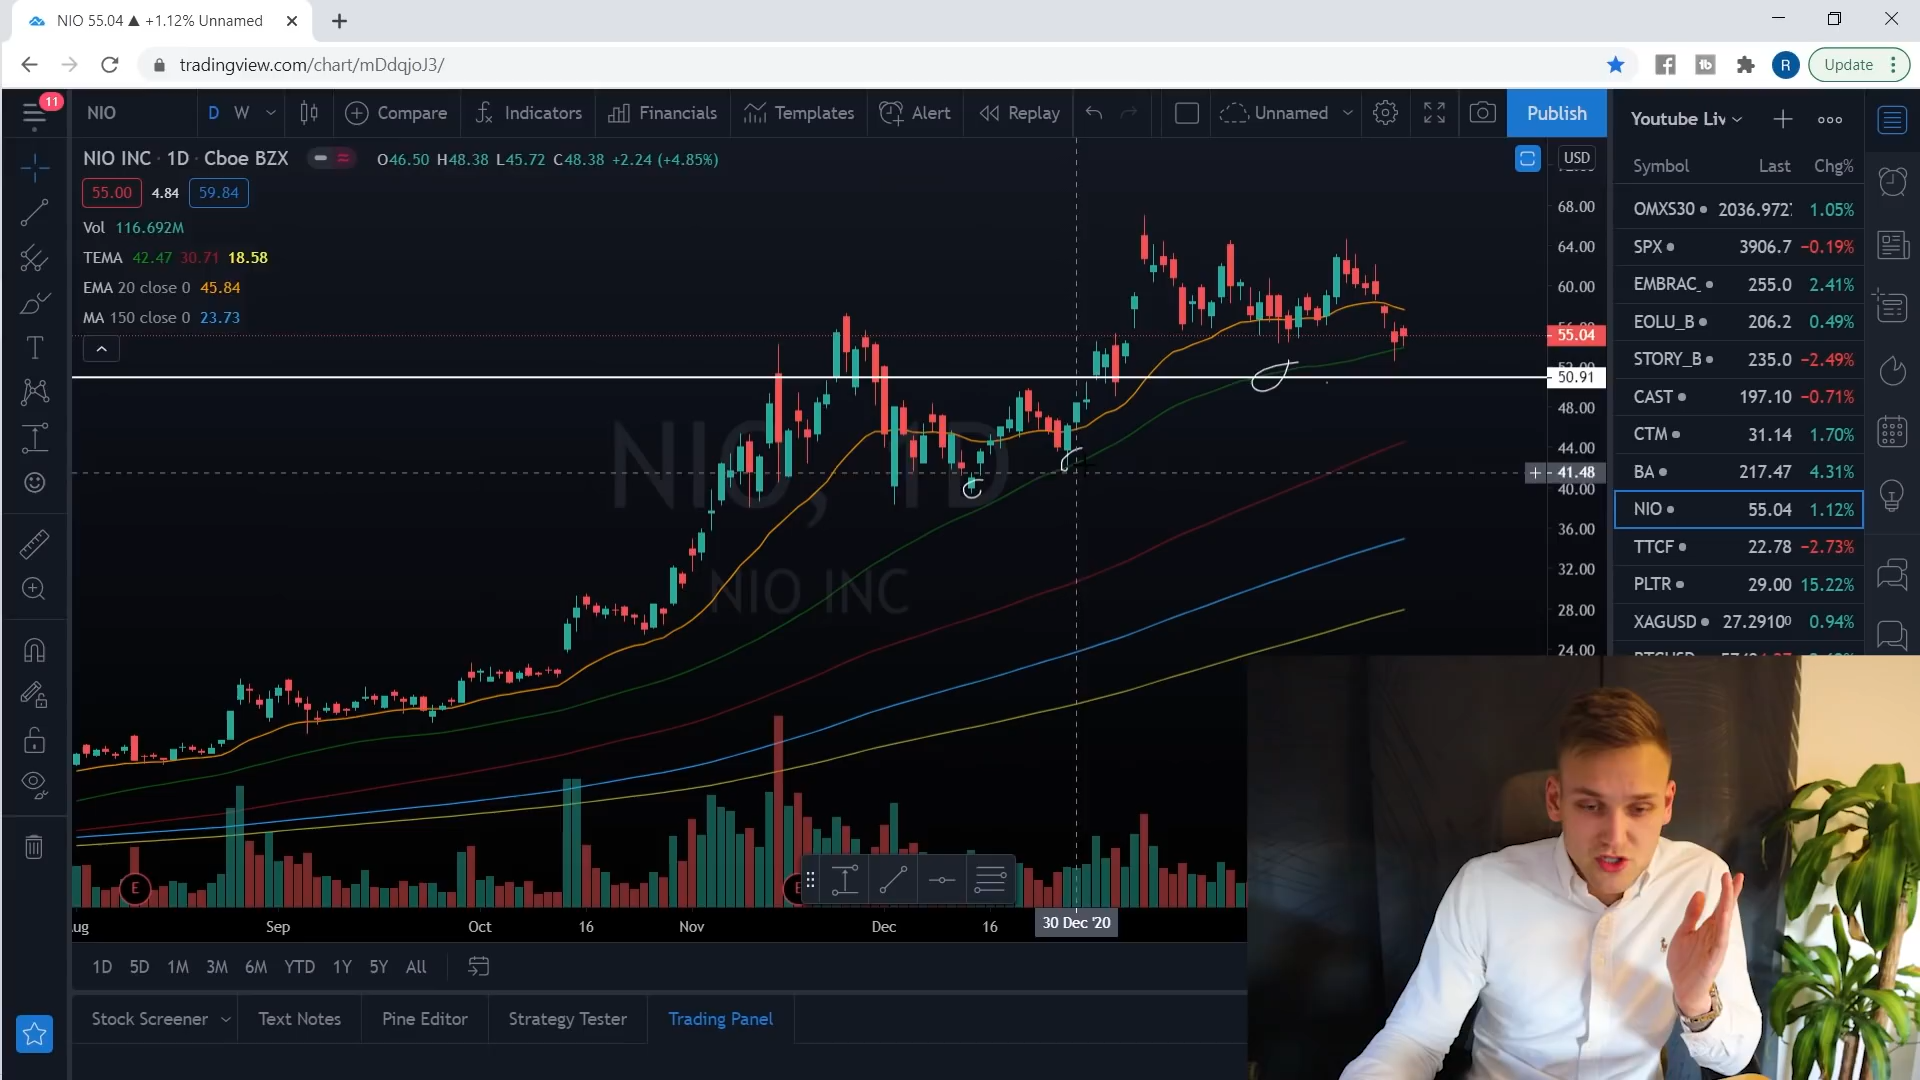 NIO 55.04 ▲ +1.12% Unnamed
tradingview.com/chart/mDdqjoJ3/
R
Update
11
NIO
D W
Compare
Indicators
Financials
Templates
Alert
Replay
Unnamed
Publish
Youtube Liv
NIO INC · 1D · Cboe BZX O46.50 H48.38 L45.72 C48.38 +2.24 (+4.85%)
USD
55.00 4.84 59.84
Vol 116.692M
TEMA 42.47 30.71 18.58
EMA 20 close 0 45.84
MA 150 close 0 23.73
NIO, 1D
NIO INC
68.00
64.00
60.00
55.04
52.00
50.91
48.00
44.00
41.48
40.00
36.00
32.00
28.00
24.00
Symbol Last Chg%
OMXS30 2036.972 1.05%
SPX 3906.7 −0.19%
EMBRAC_ 255.0 2.41%
EOLU_B 206.2 0.49%
STORY_B 235.0 −2.49%
CAST 197.10 −0.71%
CTM 31.14 1.70%
BA 217.47 4.31%
NIO 55.04 1.12%
TTCF 22.78 −2.73%
PLTR 29.00 15.22%
XAGUSD 27.2910⁰ 0.94%
E
E
Sep Oct 16 Nov Dec 16 30 Dec '20
1D 5D 1M 3M 6M YTD 1Y 5Y All
Stock Screener Text Notes Pine Editor Strategy Tester Trading Panel